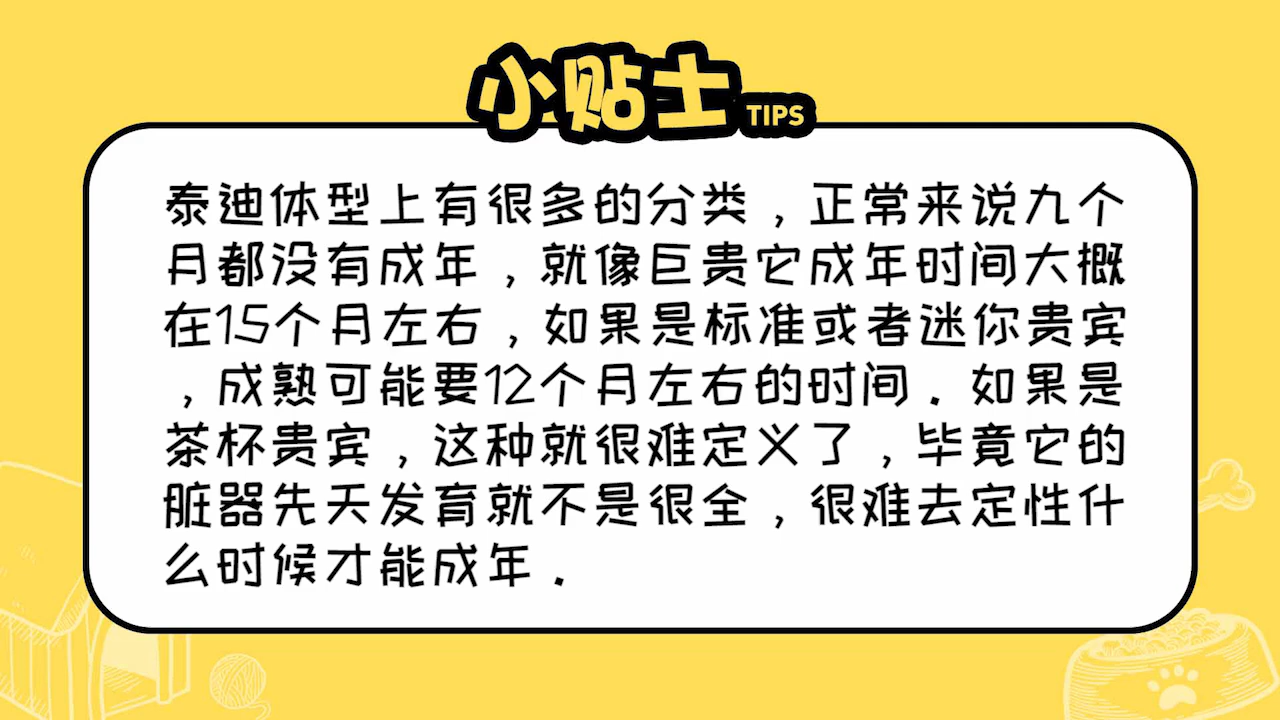 小贴士 TIPS
泰迪体型上有很多的分类，正常来说九个
月都没有成年，就像巨贵它成年时间大概
在15个月左右，如果是标准或者迷你贵宾
，成熟可能要12个月左右的时间．如果是
茶杯贵宾，这种就很难定义了，毕竟它的
脏器先天发育就不是很全，很难去定性什
么时候才能成年．